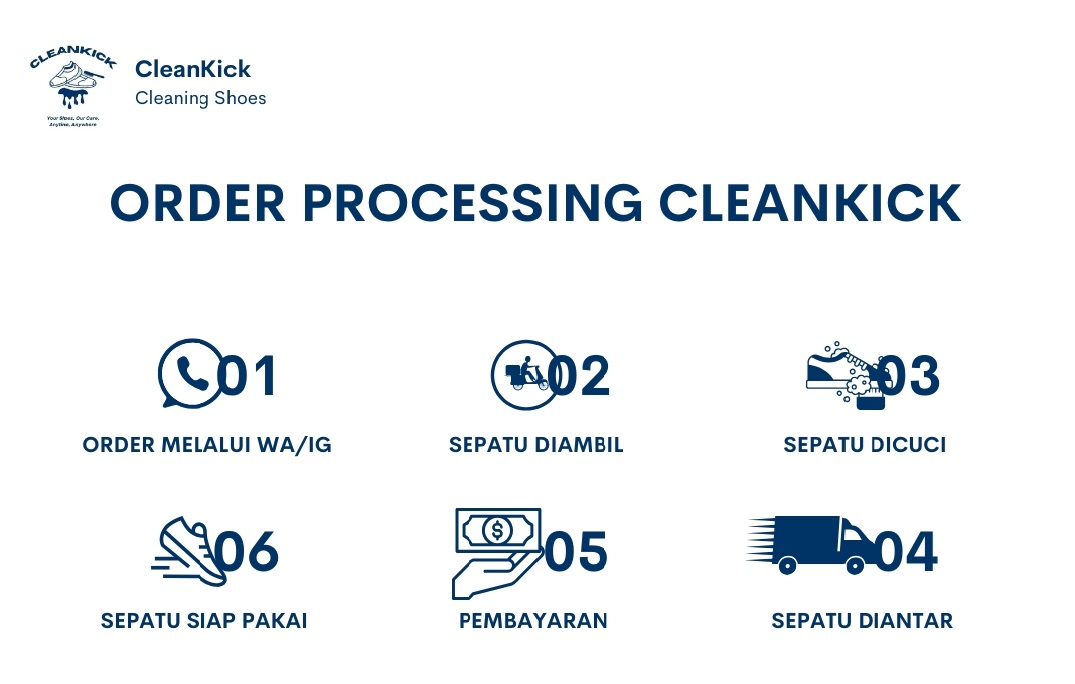 CLEANKICK
Your Shoes, Our Care,
Anytime, Anywhere
CleanKick
Cleaning Shoes
ORDER PROCESSING CLEANKICK
01
ORDER MELALUI WA/IG
02
SEPATU DIAMBIL
03
SEPATU DICUCI
06
SEPATU SIAP PAKAI
$
05
PEMBAYARAN
04
SEPATU DIANTAR